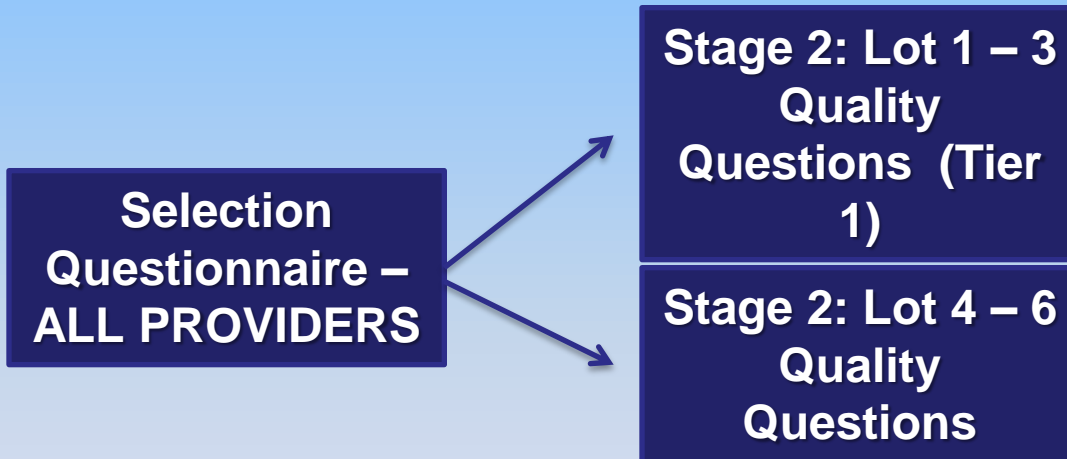 Selection
Questionnaire –
ALL PROVIDERS
Stage 2: Lot 1 – 3
Quality
Questions (Tier
1)
Stage 2: Lot 4 – 6
Quality
Questions